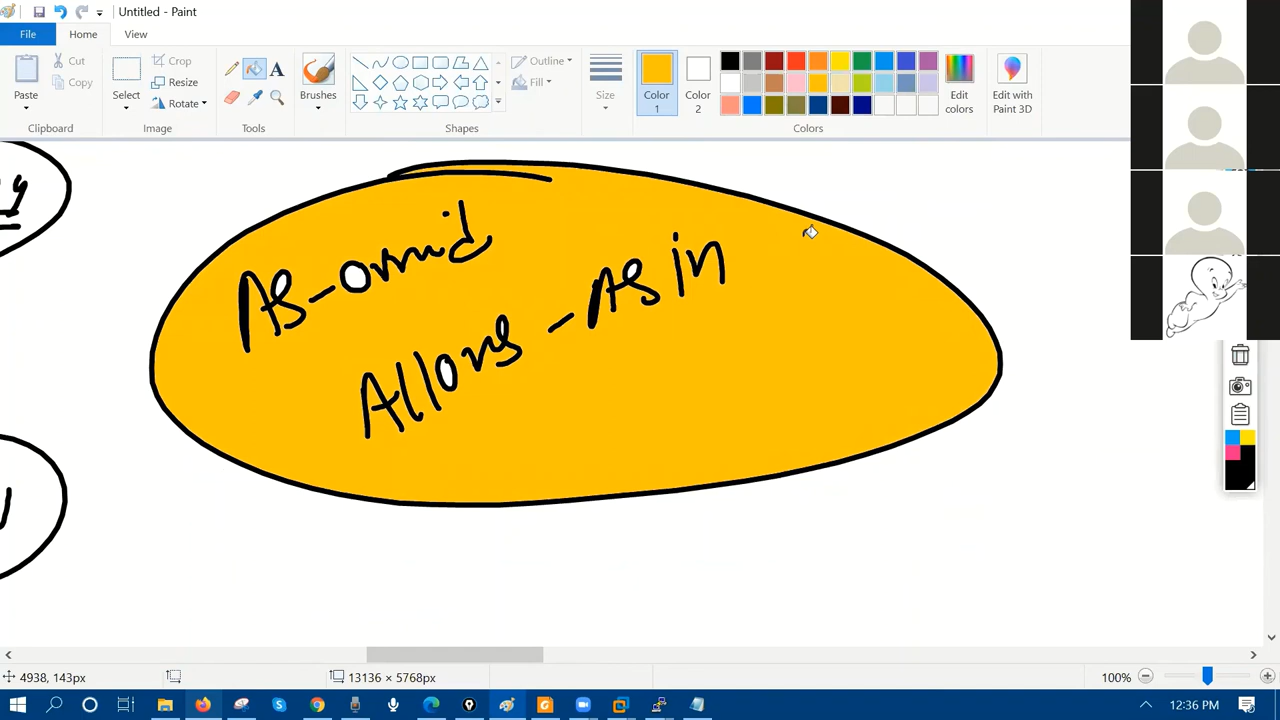 Untitled - Paint
File Home View
Paste
Cut
Copy
Clipboard
Select
Crop
Resize
Rotate
Image
Tools
Brushes
Shapes
Outline
Fill
Size
Color 1
Color 2
Edit colors
Colors
Edit with Paint 3D
y
As-ovrrid
Allows - AS in
4938, 143px
13136 × 5768px
100%
12:36 PM